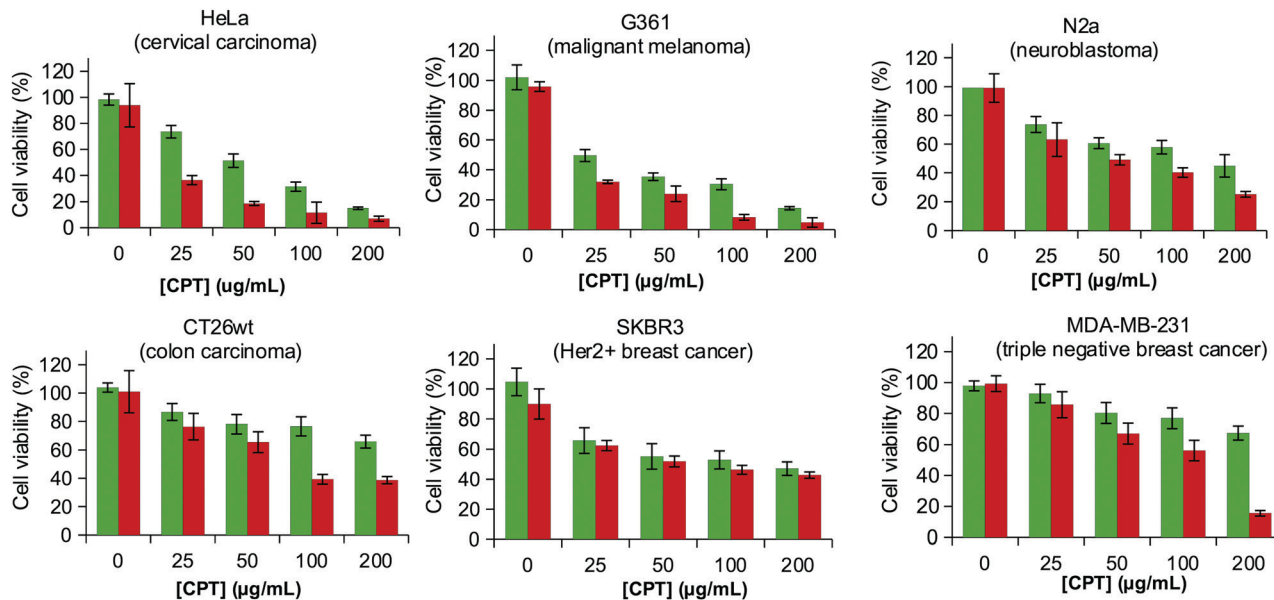 HeLa
(cervical carcinoma)
Cell viability (%)
120
100
80
60
40
20
0
0 25 50 100 200
[CPT] (ug/mL)
G361
(malignant melanoma)
Cell viability (%)
120
100
80
60
40
20
0
0 25 50 100 200
[CPT] (µg/mL)
N2a
(neuroblastoma)
Cell viability (%)
120
100
80
60
40
20
0
0 25 50 100 200
[CPT] (µg/mL)
CT26wt
(colon carcinoma)
Cell viability (%)
120
100
80
60
40
20
0
0 25 50 100 200
[CPT] (µg/mL)
SKBR3
(Her2+ breast cancer)
Cell viability (%)
120
100
80
60
40
20
0
0 25 50 100 200
[CPT] (µg/mL)
MDA-MB-231
(triple negative breast cancer)
Cell viability (%)
120
100
80
60
40
20
0
0 25 50 100 200
[CPT] (µg/mL)